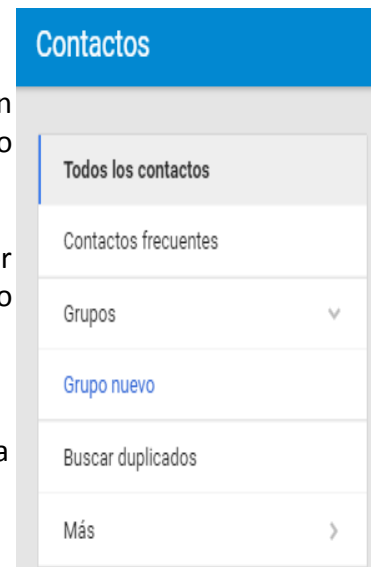 Contactos
Todos los contactos
Contactos frecuentes
Grupos
Grupo nuevo
Buscar duplicados
Más